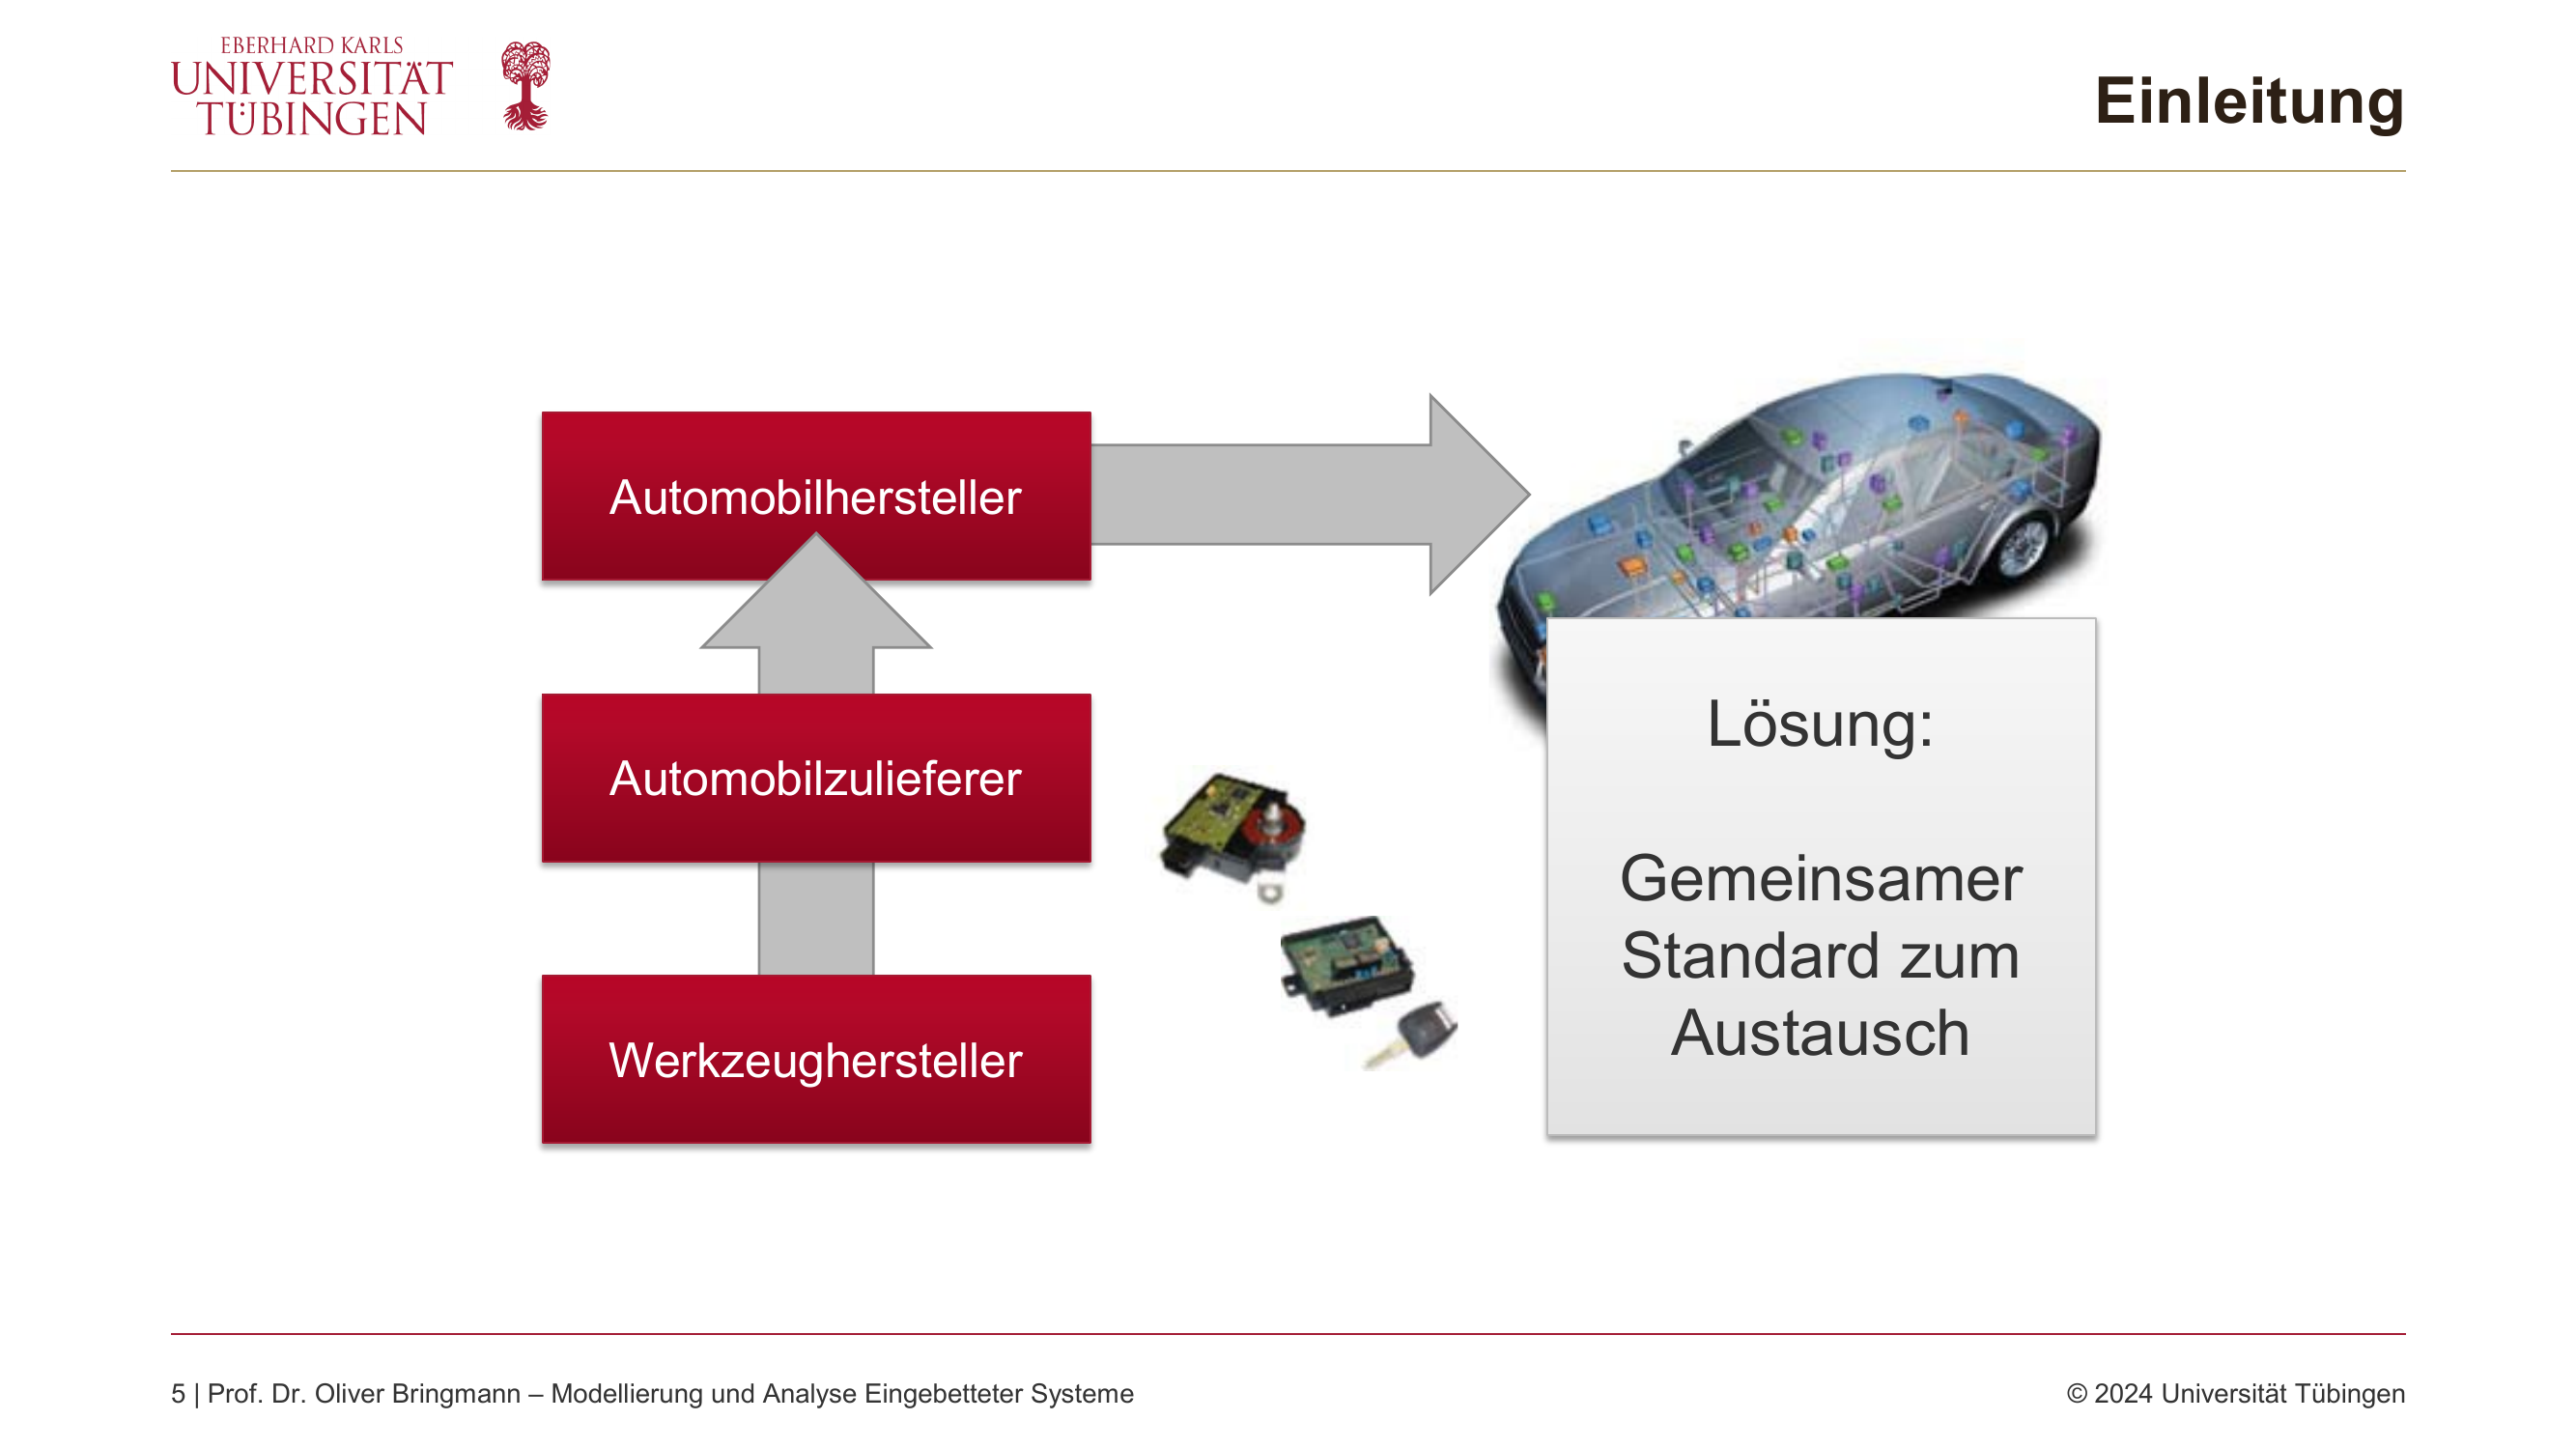 EBERHARD KARLS
UNIVERSITÄT
TÜBINGEN
Einleitung
Automobilhersteller
Automobilzulieferer
Werkzeughersteller
Lösung:
Gemeinsamer
Standard zum
Austausch
5 | Prof. Dr. Oliver Bringmann – Modellierung und Analyse Eingebetteter Systeme
© 2024 Universität Tübingen